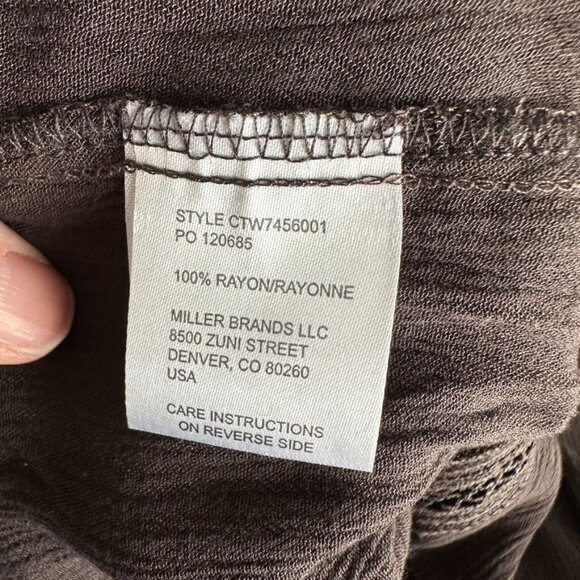 STYLE CTW7456001
PO 120685
100% RAYON/RAYONNE
MILLER BRANDS LLC
8500 ZUNI STREET
DENVER, CO 80260
USA
CARE INSTRUCTIONS
ON REVERSE SIDE